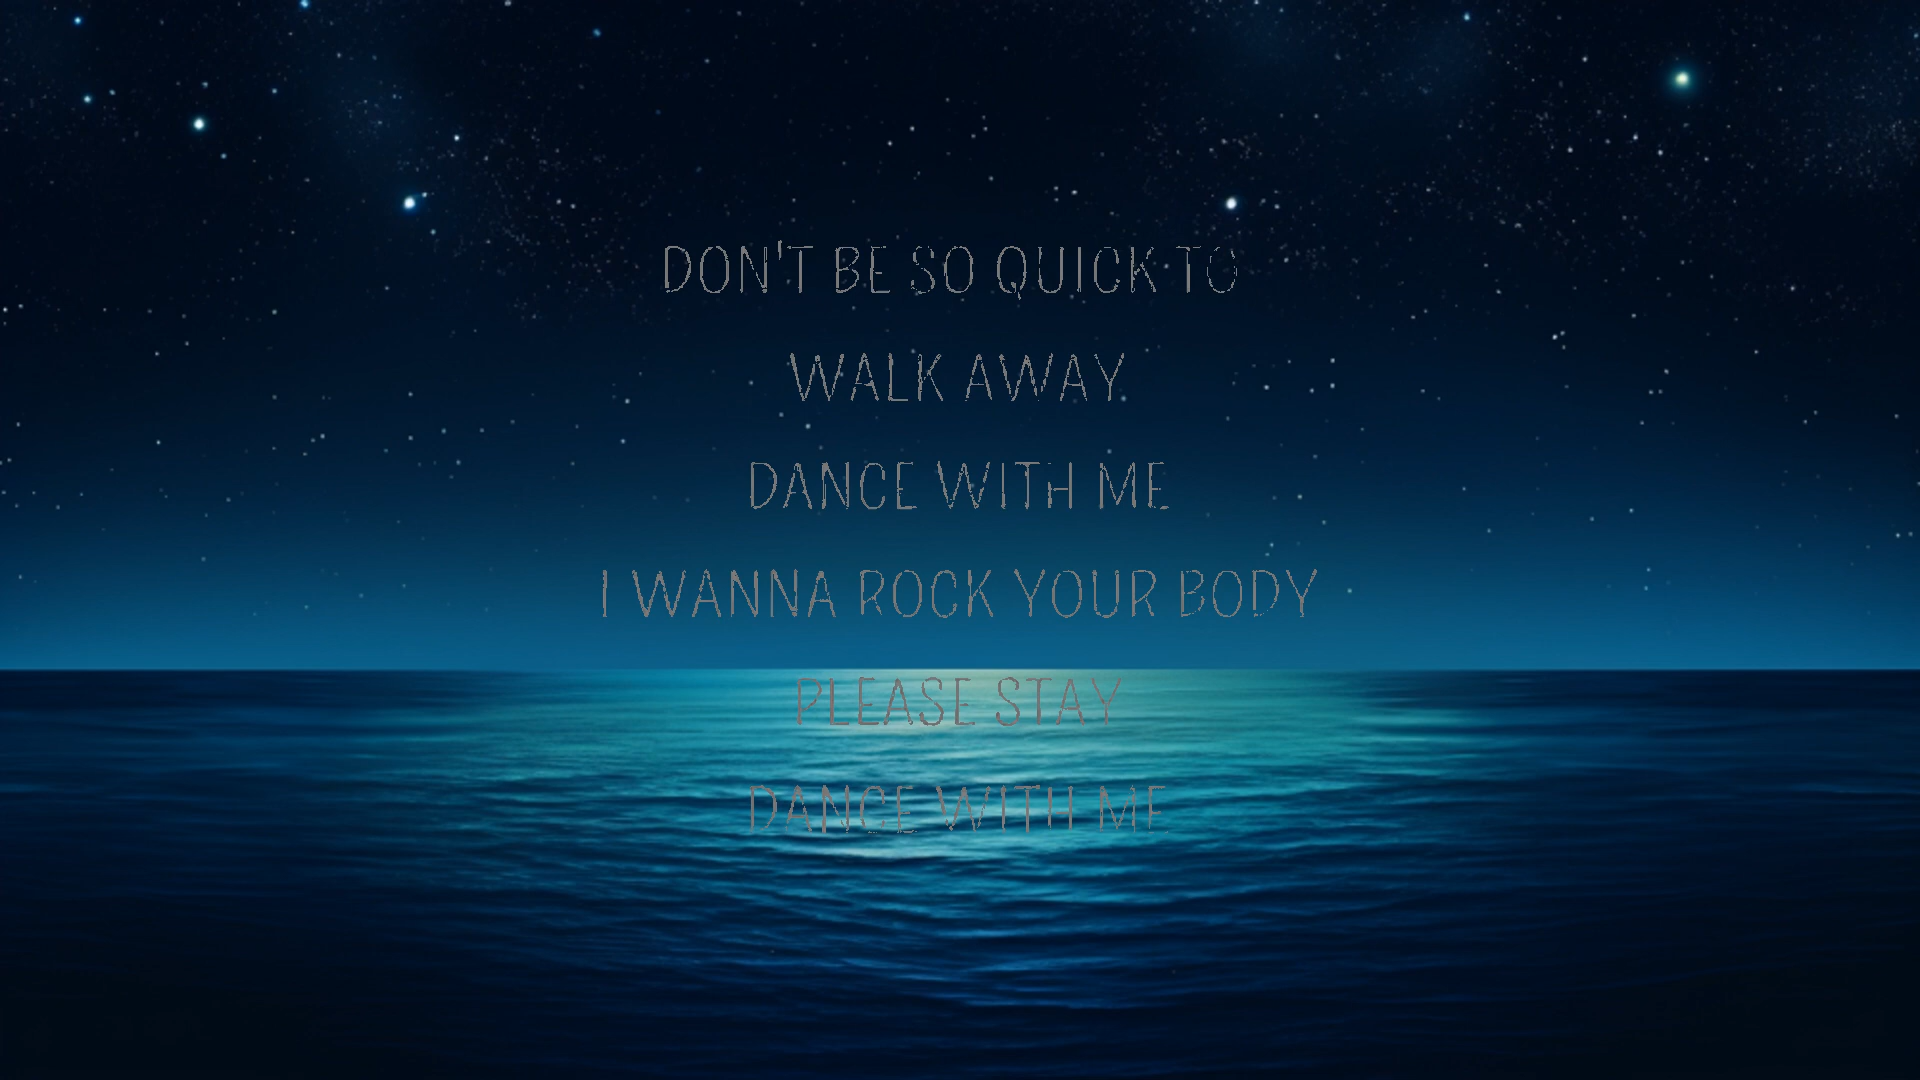 DON'T BE SO QUICK TO
WALK AWAY
DANCE WITH ME
I WANNA ROCK YOUR BODY
PLEASE STAY
DANCE WITH ME